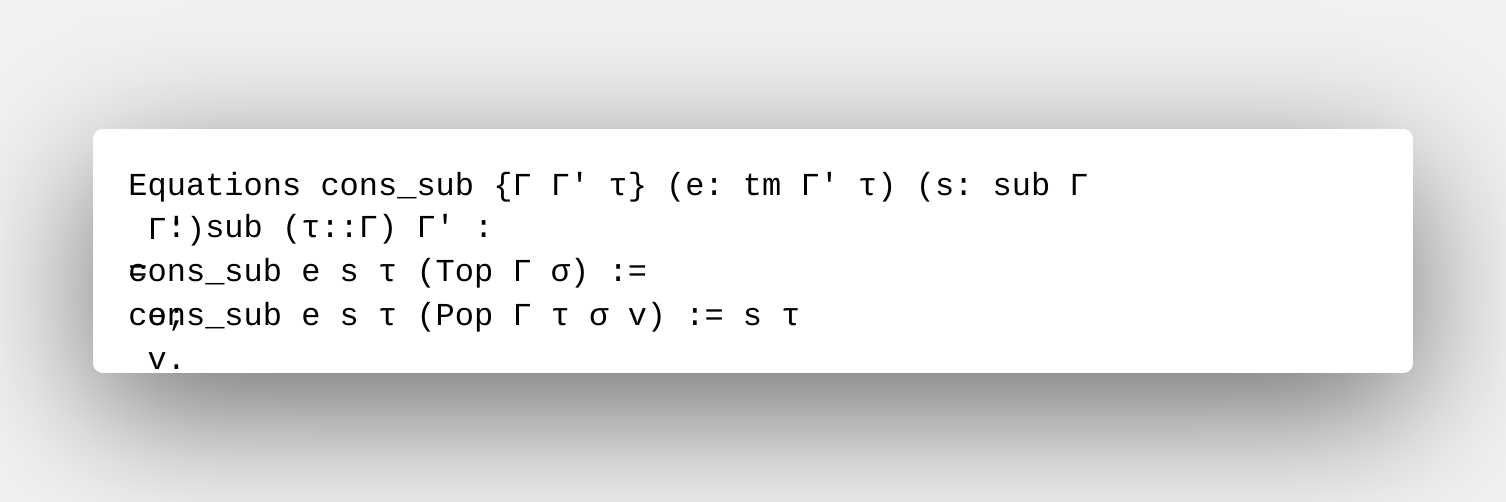 Equations cons_sub {Γ Γ' τ} (e: tm Γ' τ) (s: sub Γ
Γ')
: sub (τ::Γ) Γ' :
=
cons_sub e s τ (Top Γ σ) :=
e;
cons_sub e s τ (Pop Γ τ σ v) := s τ
v.